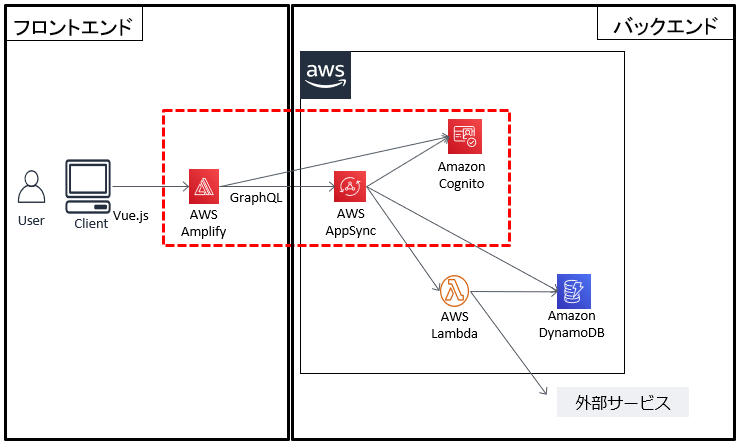 フロントエンド
バックエンド
aws
Amazon
Cognito
GraphQL
User
Client
Vue.js
AWS
Amplify
AWS
AppSync
AWS
Lambda
Amazon
DynamoDB
外部サービス